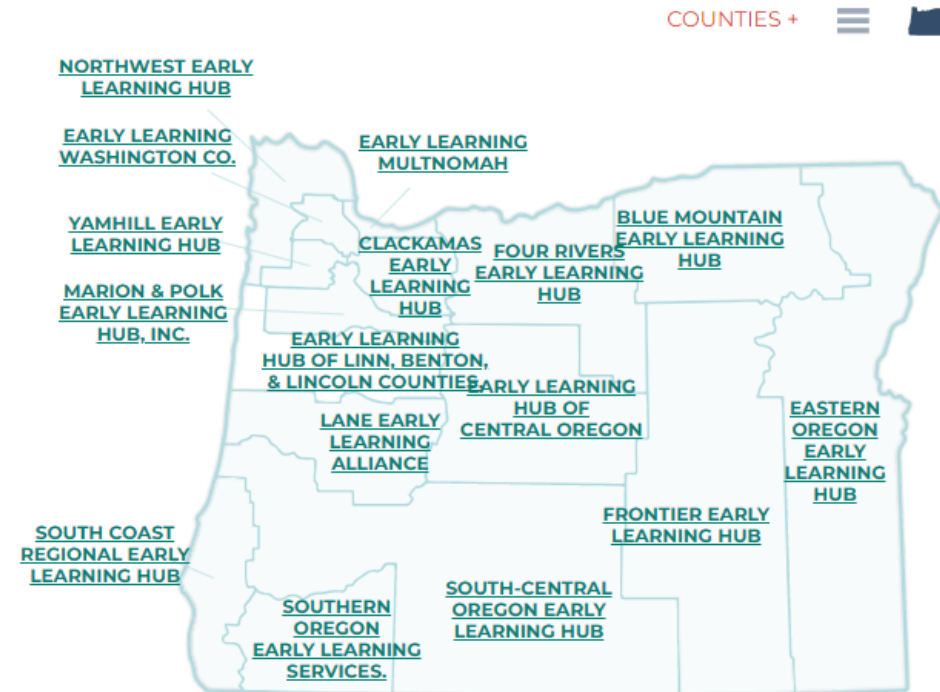 COUNTIES +
NORTHWEST EARLY
LEARNING HUB
EARLY LEARNING
WASHINGTON CO.
EARLY LEARNING
MULTNOMAH
YAMHILL EARLY
LEARNING HUB
CLACKAMAS
EARLY
LEARNING
HUB
FOUR RIVERS
EARLY LEARNING
HUB
BLUE MOUNTAIN
EARLY LEARNING
HUB
MARION & POLK
EARLY LEARNING
HUB, INC.
EARLY LEARNING
HUB OF LINN, BENTON,
& LINCOLN COUNTIES.
EARLY LEARNING
HUB OF
CENTRAL OREGON
LANE EARLY
LEARNING
ALLIANCE
EASTERN
OREGON
EARLY
LEARNING
HUB
SOUTH COAST
REGIONAL EARLY
LEARNING HUB
FRONTIER EARLY
LEARNING HUB
SOUTHERN
OREGON
EARLY LEARNING
SERVICES.
SOUTH-CENTRAL
OREGON EARLY
LEARNING HUB